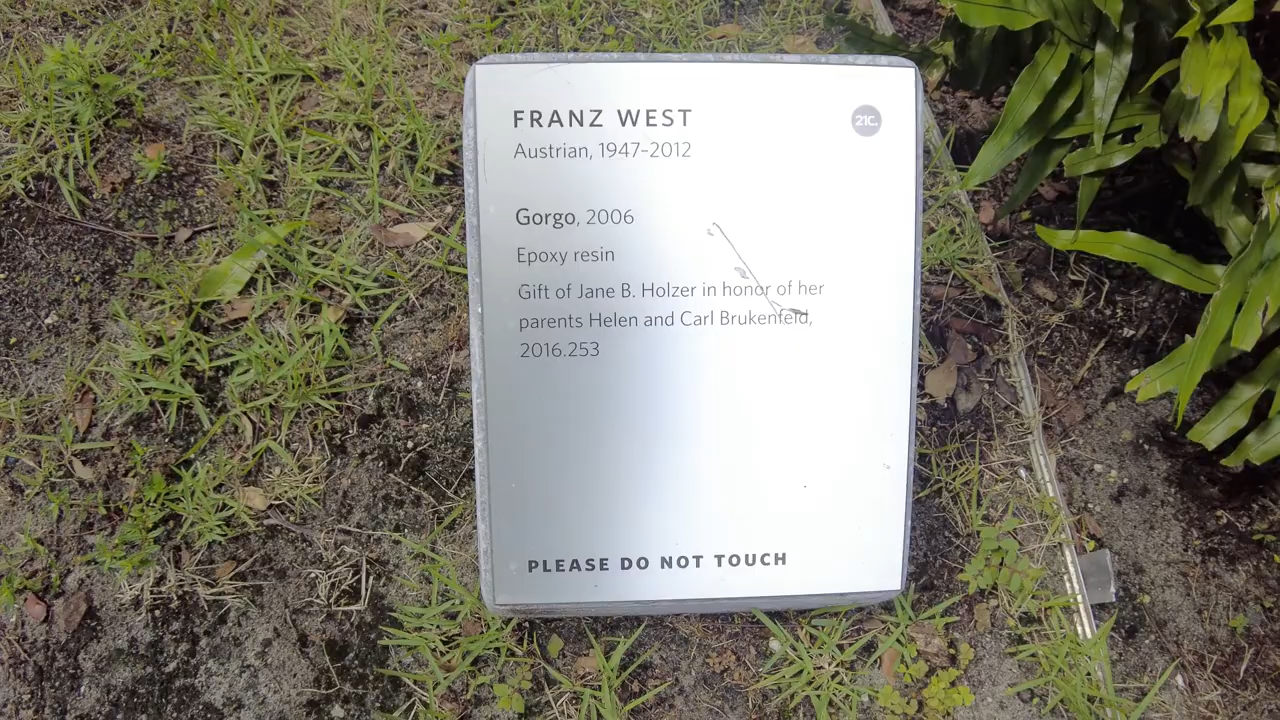 FRANZ WEST
21C.
Austrian, 1947–2012
Gorgo, 2006
Epoxy resin
Gift of Jane B. Holzer in honor of her
parents Helen and Carl Brukenfeld,
2016.253
PLEASE DO NOT TOUCH